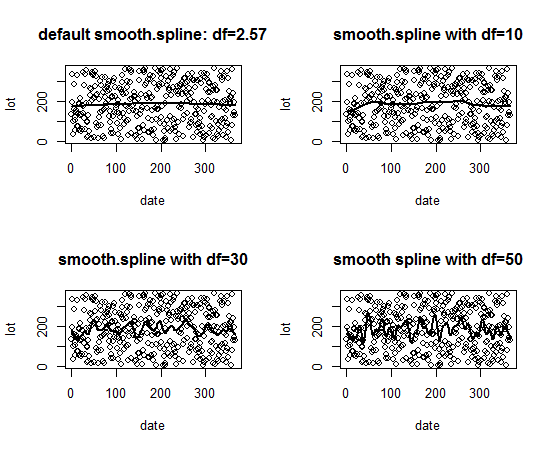 default smooth.spline: df=2.57
lot
0 200
0 100 200 300
date
smooth.spline with df=10
lot
0 200
0 100 200 300
date
smooth.spline with df=30
lot
0 200
0 100 200 300
date
smooth spline with df=50
lot
0 200
0 100 200 300
date